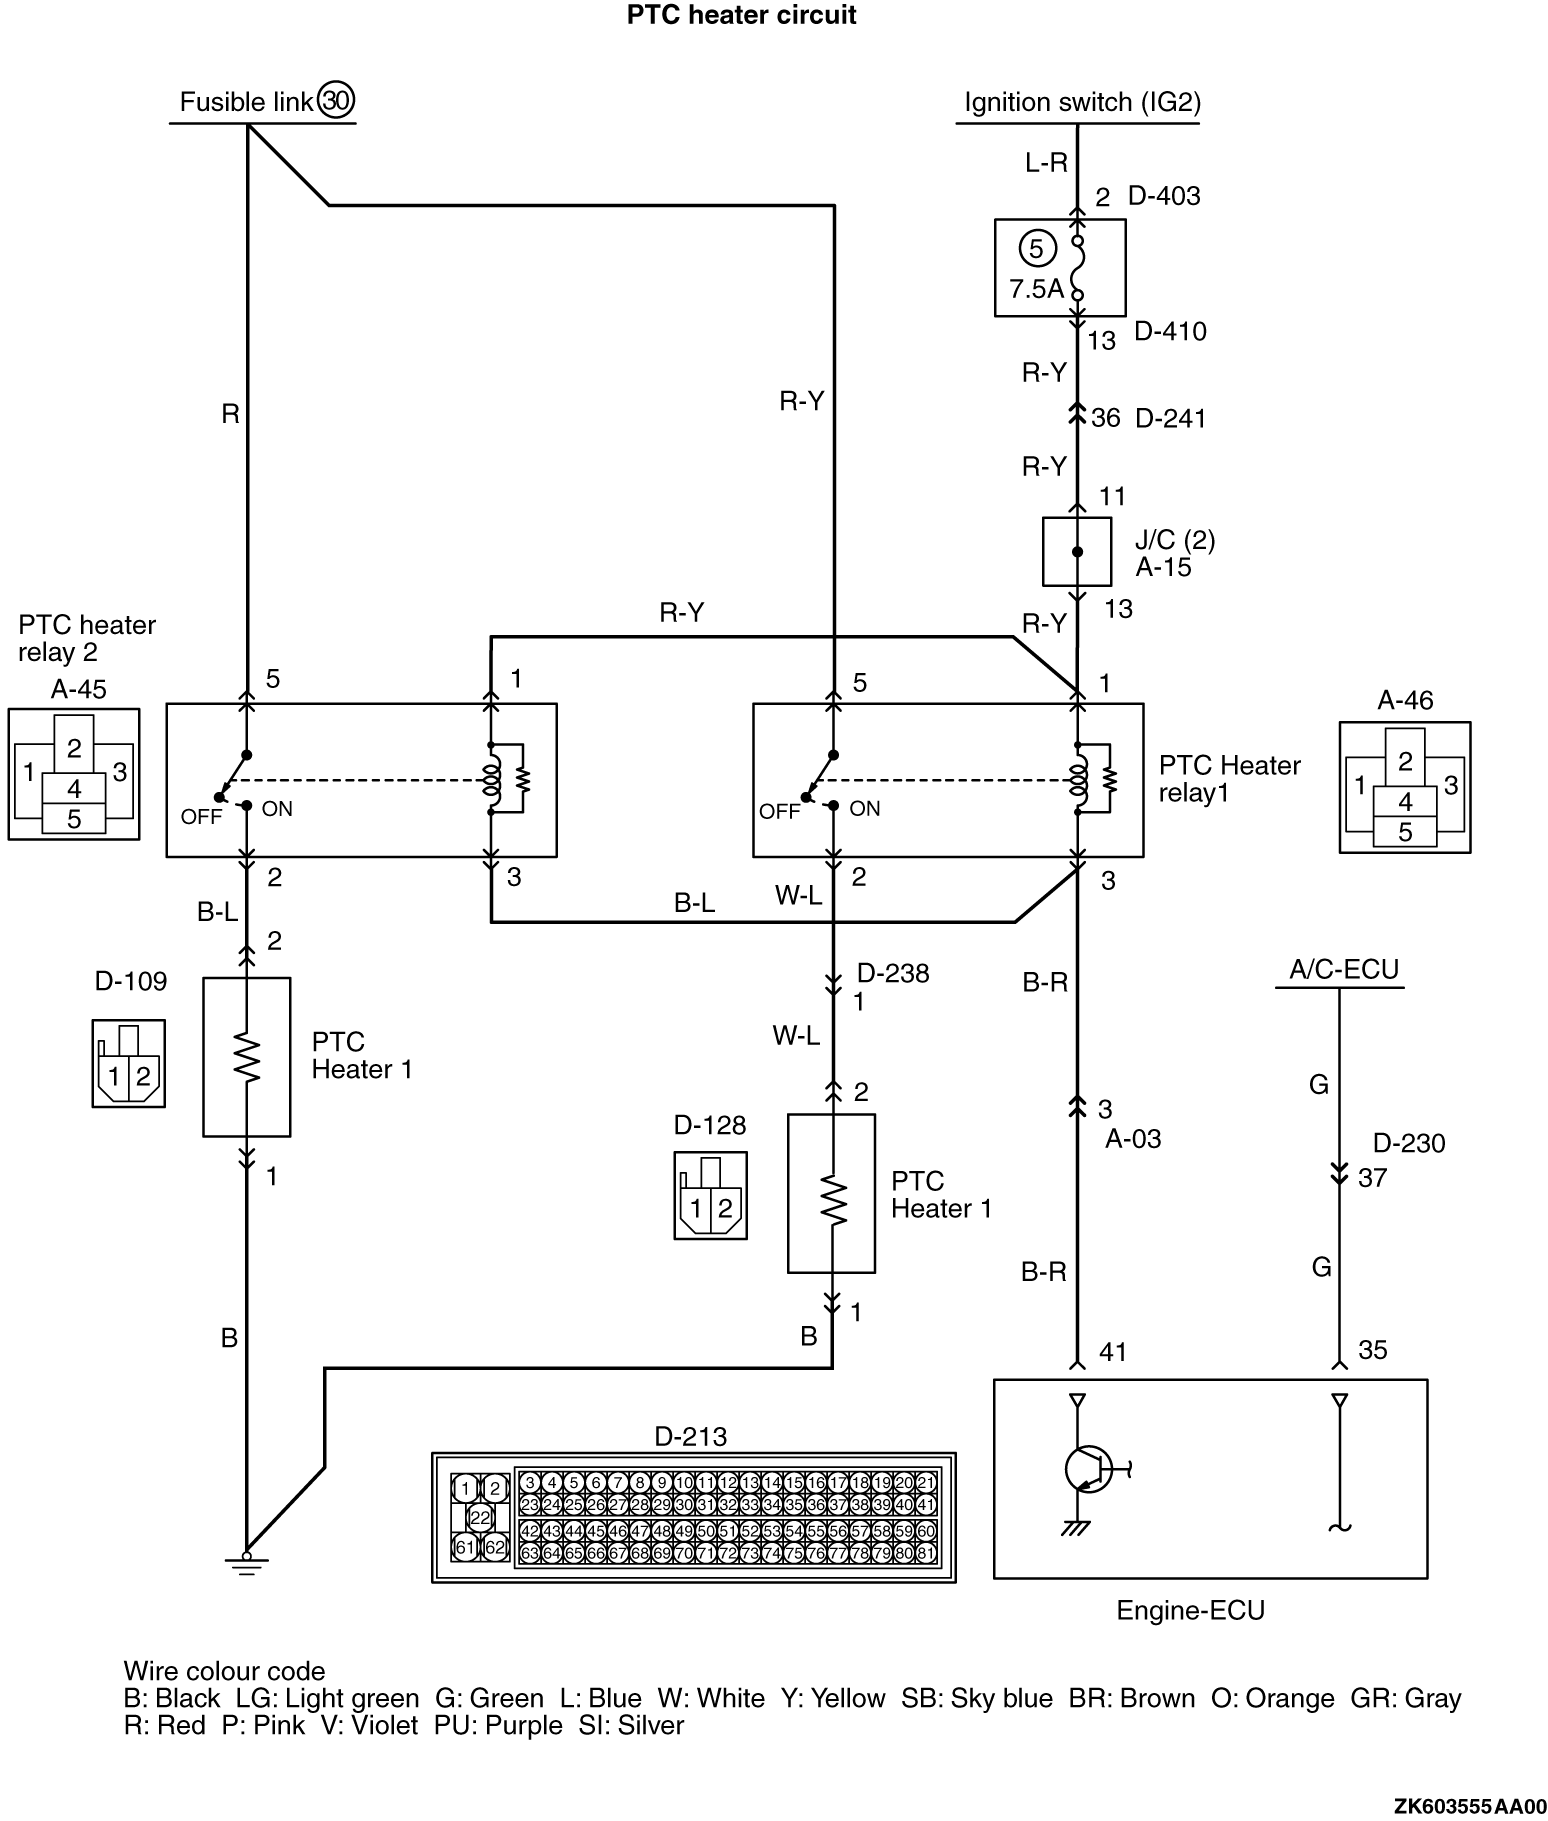 PTC heater circuit
Fusible link 30
Ignition switch (IG2)
L-R
2 D-403
5
7.5A
13 D-410
R-Y
36 D-241
R-Y
11
J/C (2)
A-15
13
R-Y
R
R-Y
R-Y
PTC heater
relay 2
A-45
1 2 3
4
5
5
1
OFF ON
2
3
5
1
OFF ON
2
3
PTC Heater
relay1
A-46
1 2 3
4
5
B-L
2
D-109
1 2
PTC
Heater 1
1
B
B-L
W-L
D-238
1
W-L
2
D-128
1 2
PTC
Heater 1
1
B
B-R
3
A-03
B-R
41
A/C-ECU
G
D-230
37
G
35
Engine-ECU
D-213
1 2 3 4 5 6 7 8 9 10 11 12 13 14 15 16 17 18 19 20 21
22 23 24 25 26 27 28 29 30 31 32 33 34 35 36 37 38 39 40 41
42 43 44 45 46 47 48 49 50 51 52 53 54 55 56 57 58 59 60
61 62 63 64 65 66 67 68 69 70 71 72 73 74 75 76 77 78 79 80 81
Wire colour code
B: Black LG: Light green G: Green L: Blue W: White Y: Yellow SB: Sky blue BR: Brown O: Orange GR: Gray
R: Red P: Pink V: Violet PU: Purple SI: Silver
ZK603555AA00